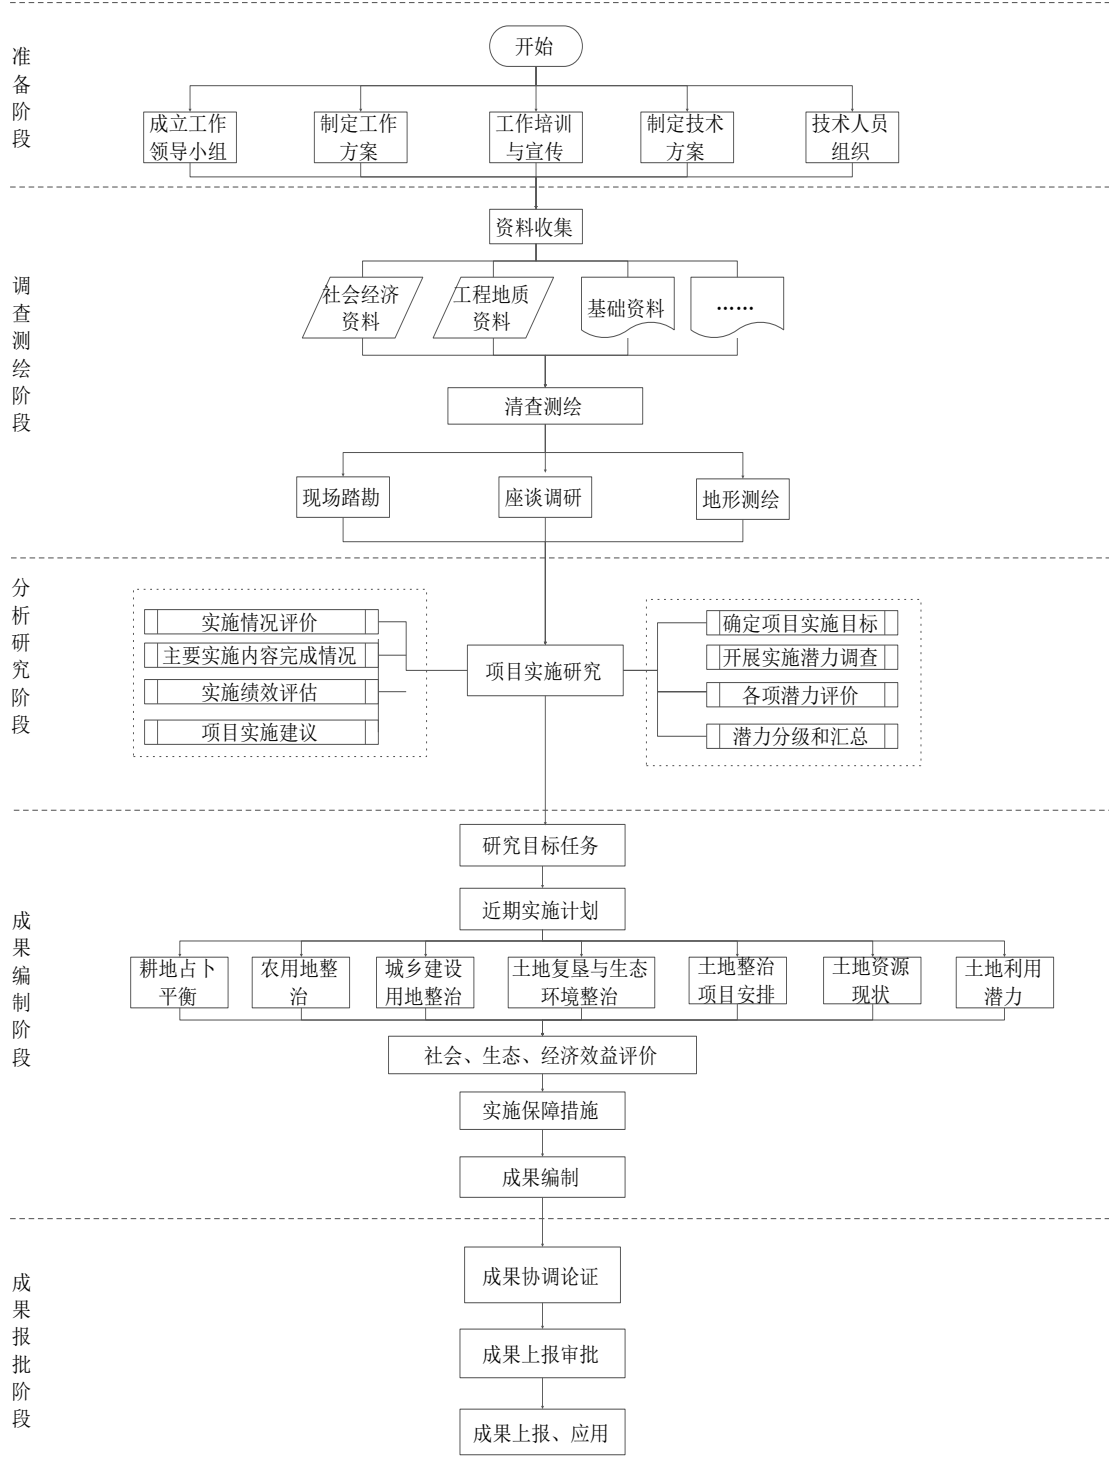 准备阶段
开始
成立工作
领导小组
制定工作
方案
工作培训
与宣传
制定技术
方案
技术人员
组织
调查测绘阶段
资料收集
社会经济
资料
工程地质
资料
基础资料
……
清查测绘
现场踏勘
座谈调研
地形测绘
分析研究阶段
实施情况评价
主要实施内容完成情况
实施绩效评估
项目实施建议
项目实施研究
确定项目实施目标
开展实施潜力调查
各项潜力评价
潜力分级和汇总
成果编制阶段
研究目标任务
近期实施计划
耕地占卜
平衡
农用地整
治
城乡建设
用地整治
土地复垦与生态
环境整治
土地整治
项目安排
土地资源
现状
土地利用
潜力
社会、生态、经济效益评价
实施保障措施
成果编制
成果报批阶段
成果协调论证
成果上报审批
成果上报、应用